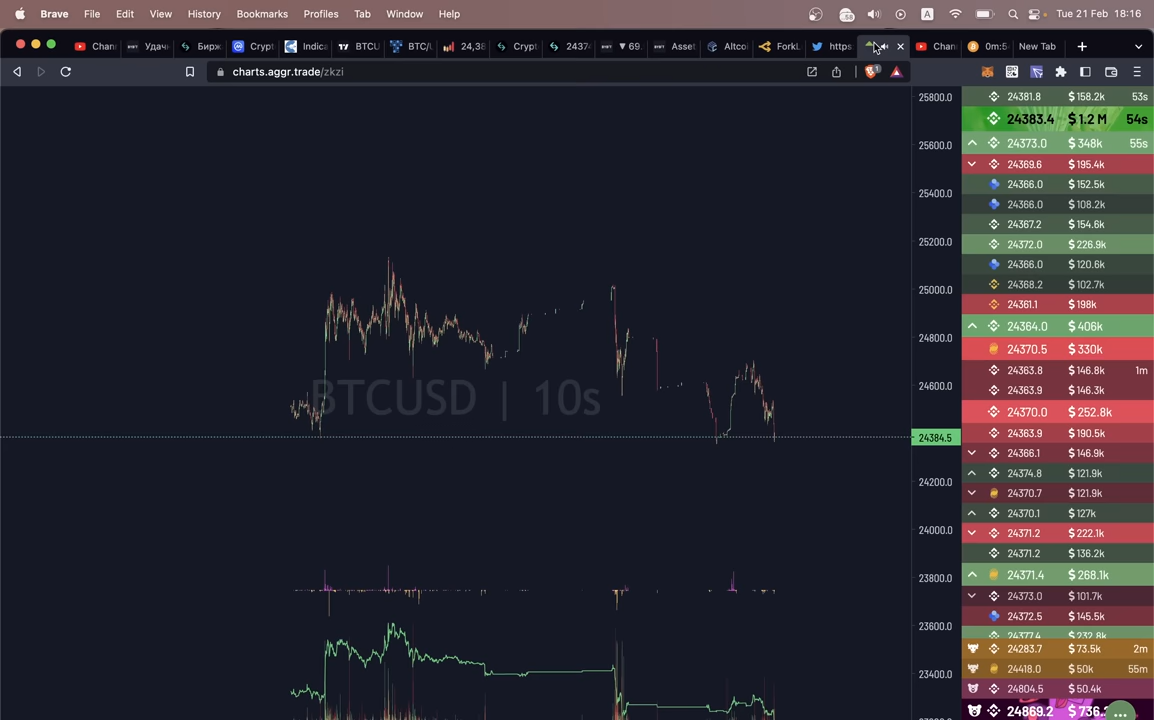 Brave File Edit View History Bookmarks Profiles Tab Window Help 58 A Tue 21 Feb 18:16
Chan Удач Бирж Crypt Indica BTCU BTC/ 24,38 Crypt 2437 ▼ 69. Asset Altco ForkL https: Chan 0m:5 New Tab
charts.aggr.trade/zkzi 1
25800.0
25600.0
25400.0
25200.0
25000.0
24800.0
24600.0
24384.5
24200.0
24000.0
23800.0
23600.0
23400.0
BTCUSD | 10s
24381.8 $158.2k 53s
24383.4 $1.2 M 54s
24373.0 $348k 55s
24369.6 $195.4k
24366.0 $152.5k
24366.0 $108.2k
24367.2 $154.6k
24372.0 $226.9k
24366.0 $120.6k
24368.2 $102.7k
24361.1 $198k
24364.0 $406k
24370.5 $330k
24363.8 $146.8k 1m
24363.9 $146.3k
24370.0 $252.8k
24363.9 $190.5k
24366.1 $146.9k
24374.8 $121.9k
24370.7 $121.9k
24370.1 $127k
24371.2 $222.1k
24371.2 $136.2k
24371.4 $268.1k
24373.0 $101.7k
24372.5 $145.5k
24377.4 $232.8k
24283.7 $73.5k 2m
24418.0 $50k 55m
24804.5 $50.4k
24869.2 $736.